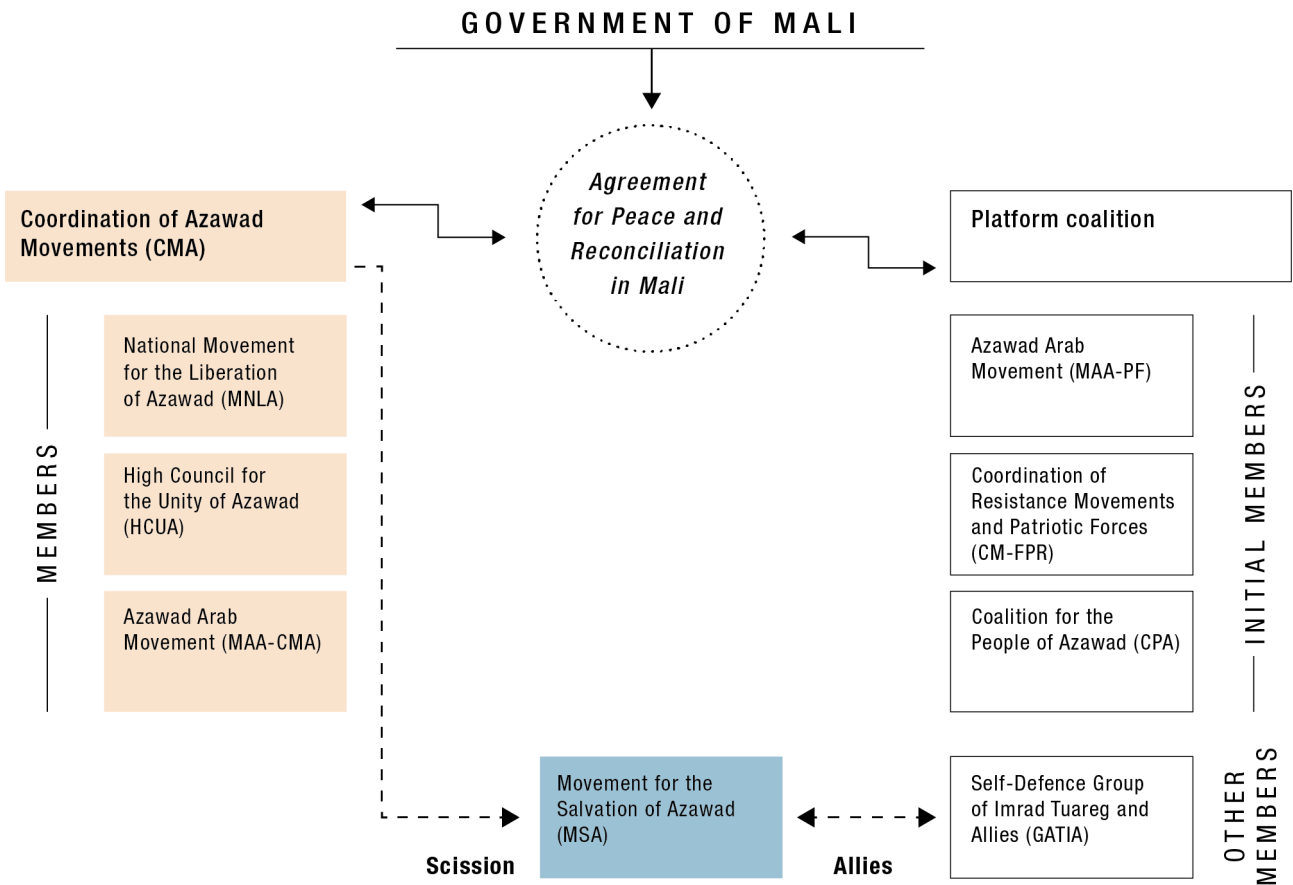 GOVERNMENT OF MALI
Agreement
for Peace and
Reconciliation
in Mali
Coordination of Azawad
Movements (CMA)
MEMBERS
National Movement
for the Liberation
of Azawad (MNLA)
High Council for
the Unity of Azawad
(HCUA)
Azawad Arab
Movement (MAA-CMA)
Platform coalition
INITIAL MEMBERS
Azawad Arab
Movement (MAA-PF)
Coordination of
Resistance Movements
and Patriotic Forces
(CM-FPR)
Coalition for the
People of Azawad (CPA)
Scission
Movement for the
Salvation of Azawad
(MSA)
Allies
Self-Defence Group
of Imrad Tuareg and
Allies (GATIA)
OTHER
MEMBERS